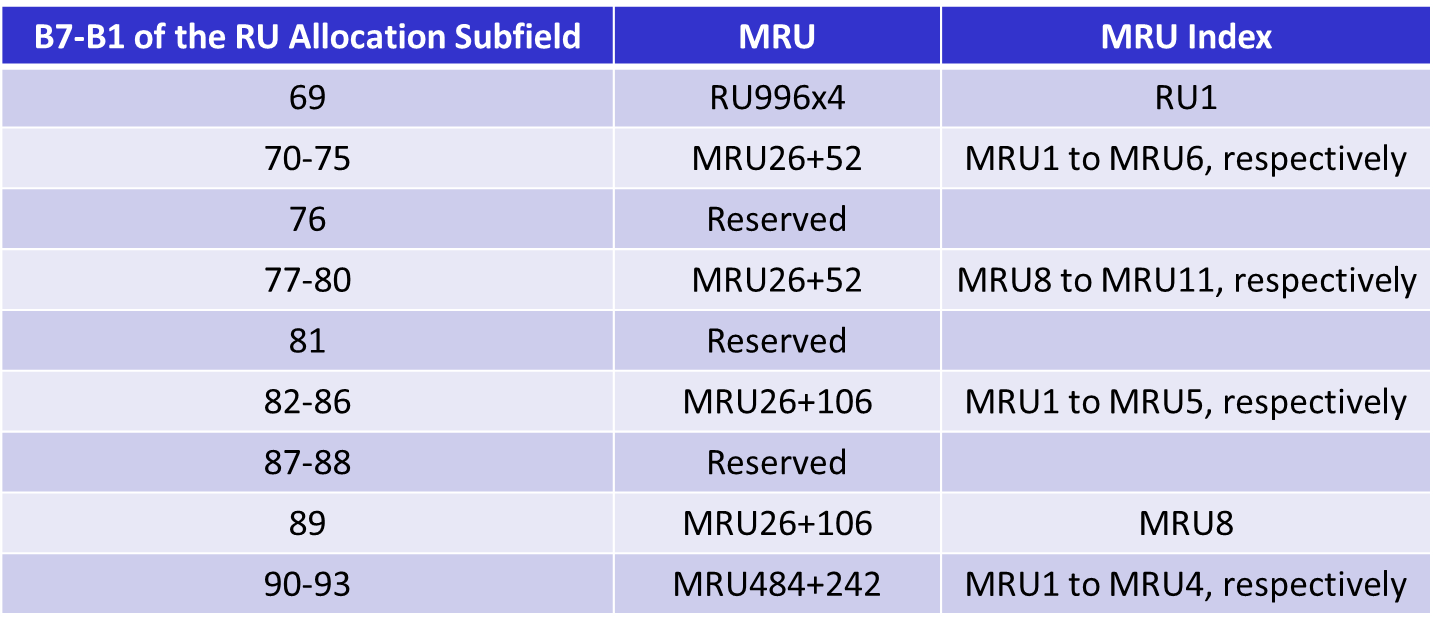 B7-B1 of the RU Allocation Subfield MRU MRU Index
69 RU996x4 RU1
70-75 MRU26+52 MRU1 to MRU6, respectively
76 Reserved
77-80 MRU26+52 MRU8 to MRU11, respectively
81 Reserved
82-86 MRU26+106 MRU1 to MRU5, respectively
87-88 Reserved
89 MRU26+106 MRU8
90-93 MRU484+242 MRU1 to MRU4, respectively